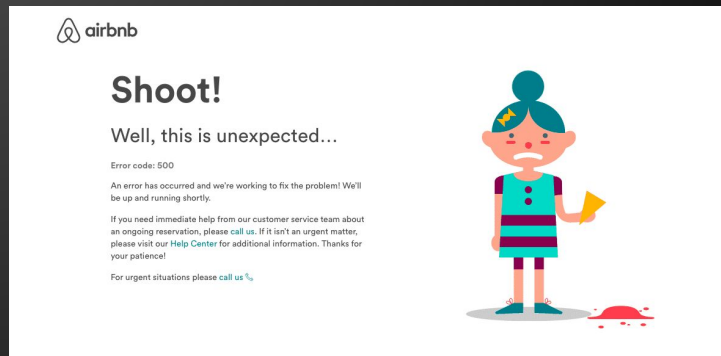 airbnb
Shoot!
Well, this is unexpected...
Error code: 500
An error has occurred and we're working to fix the problem! We'll
be up and running shortly.
If you need immediate help from our customer service team about
an ongoing reservation, please call us. If it isn't an urgent matter,
please visit our Help Center for additional information. Thanks for
your patience!
For urgent situations please call us